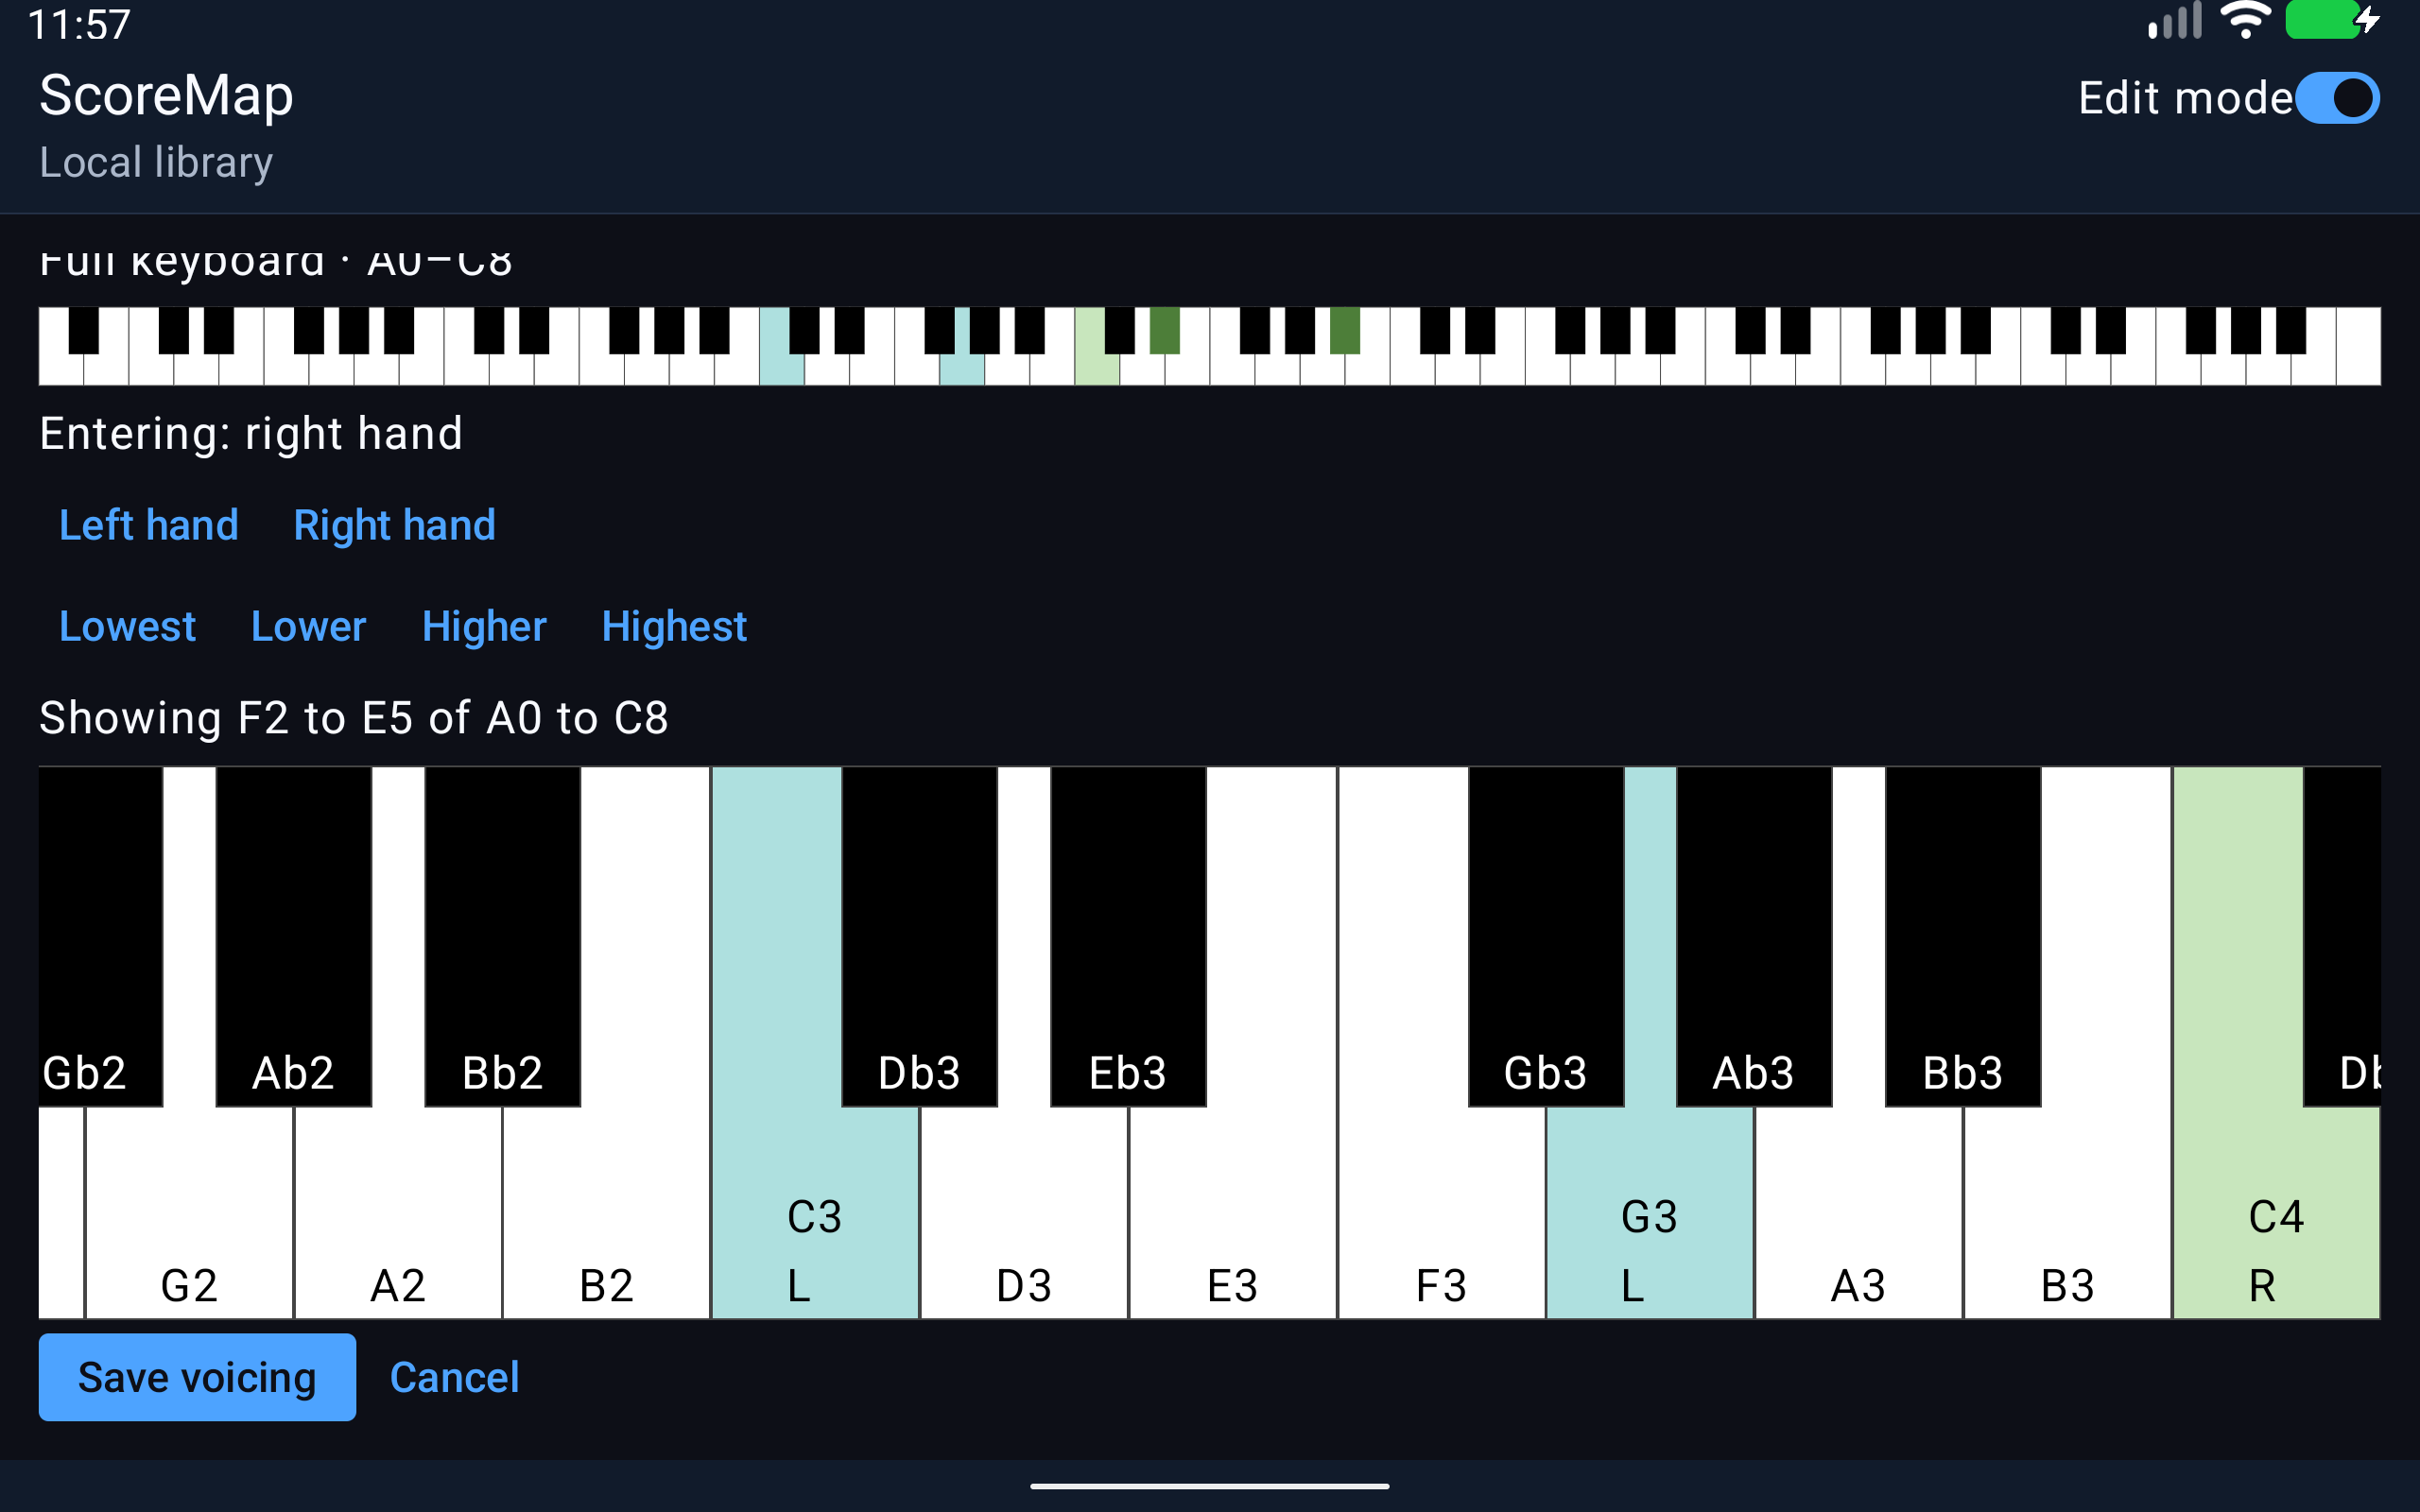 11:57
ScoreMap
Edit mode
Local library
Full keyboard · A0–C8
Entering: right hand
Left hand Right hand
Lowest Lower Higher Highest
Showing F2 to E5 of A0 to C8
Gb2 Ab2 Bb2 Db3 Eb3 Gb3 Ab3 Bb3
C3 G3 C4
G2 A2 B2 L D3 E3 F3 L A3 B3 R
Save voicing Cancel